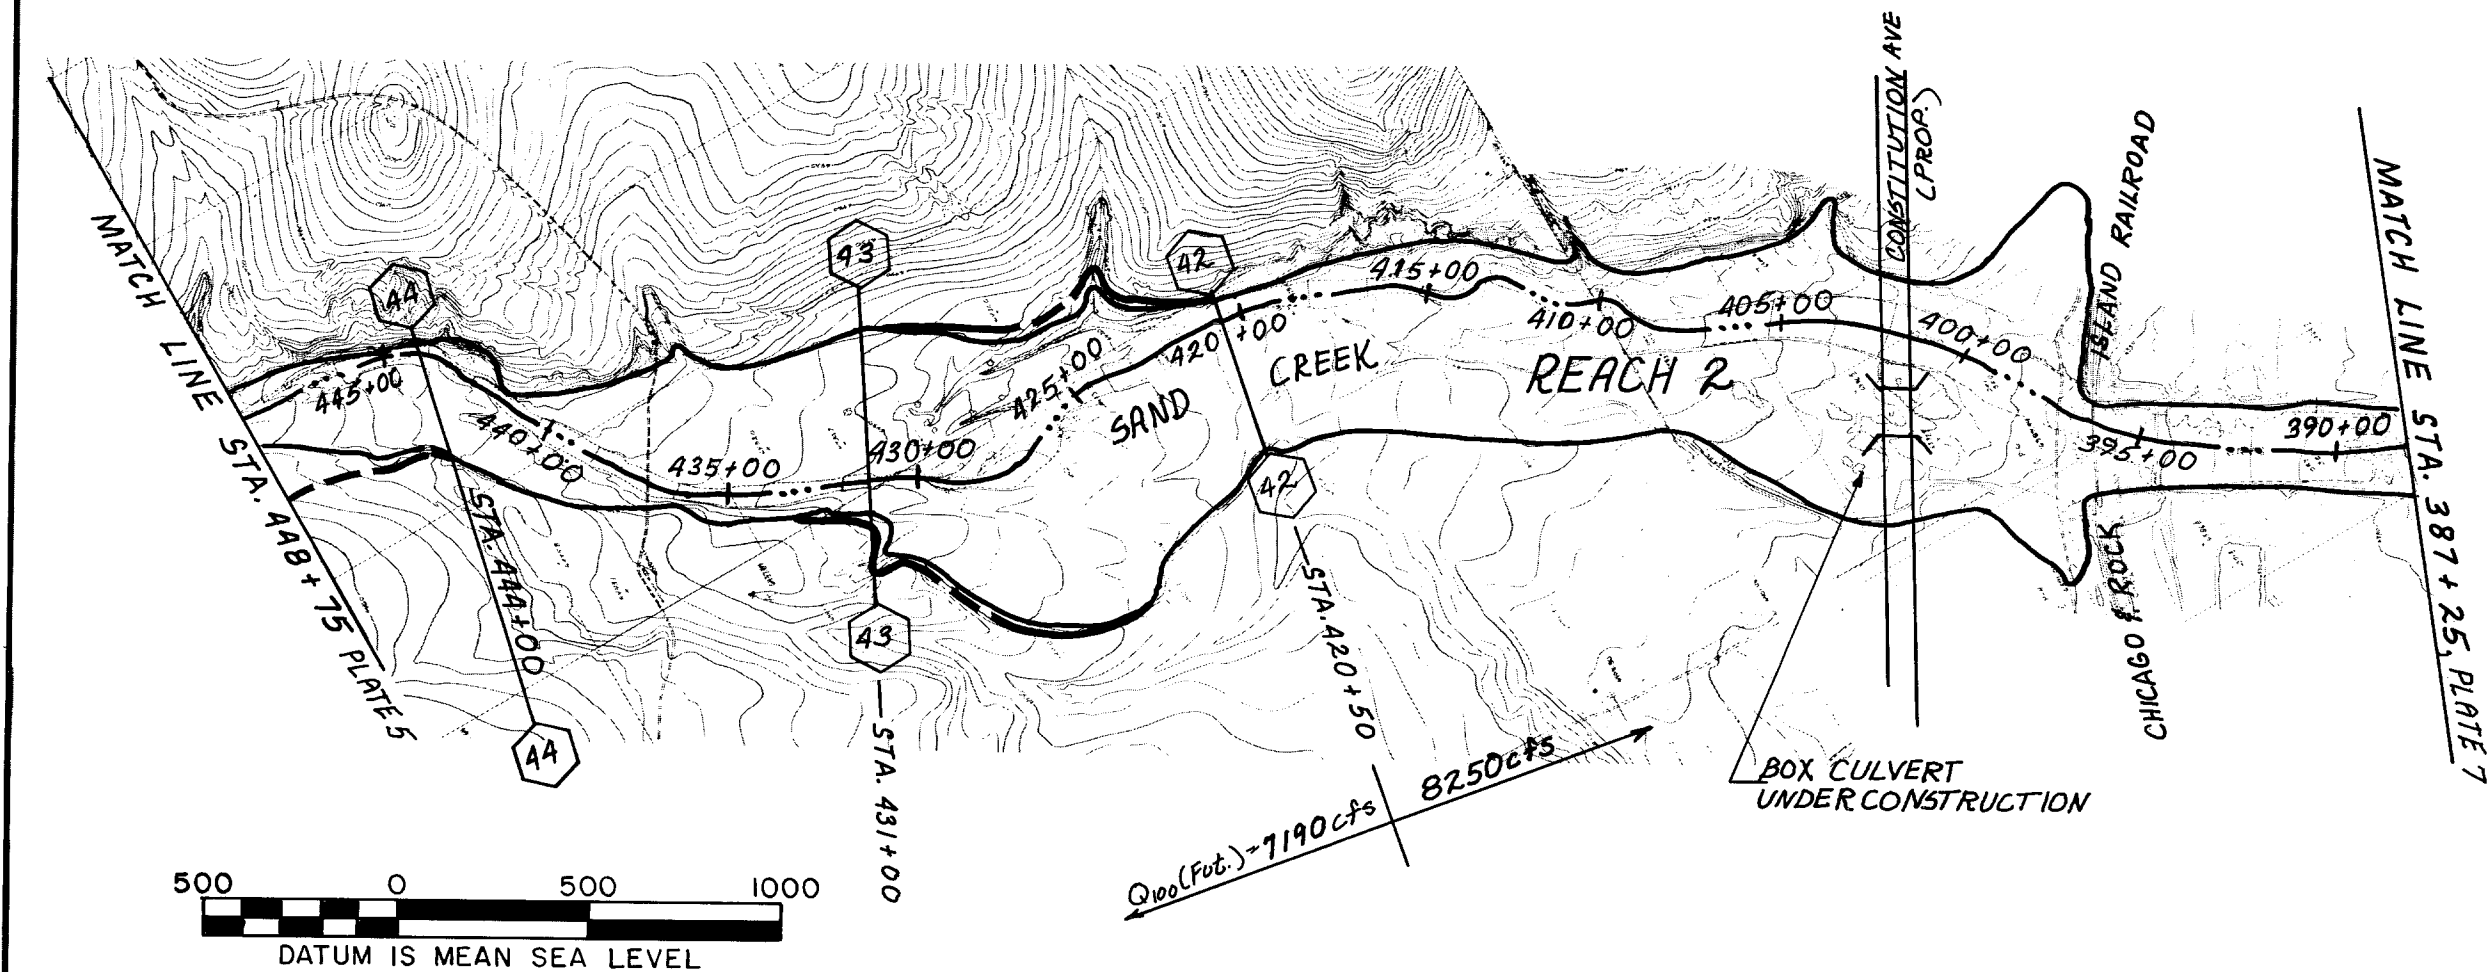 MATCH LINE STA. 448+75 PLATE 5
44
445+00
STA. 444+00
44
440+00
435+00
43
430+00
43
STA. 431+00
425+00
SAND CREEK
420+00
42
42
STA. 420+50
415+00
410+00
REACH 2
405+00
CONSTITUTION AVE
(PROP.)
400+00
CHICAGO & ROCK ISLAND RAILROAD
395+00
390+00
MATCH LINE STA. 387+25, PLATE 7
BOX CULVERT
UNDER CONSTRUCTION
Q100 (Fut.)=7190cfs
8250cfs
500 0 500 1000
DATUM IS MEAN SEA LEVEL